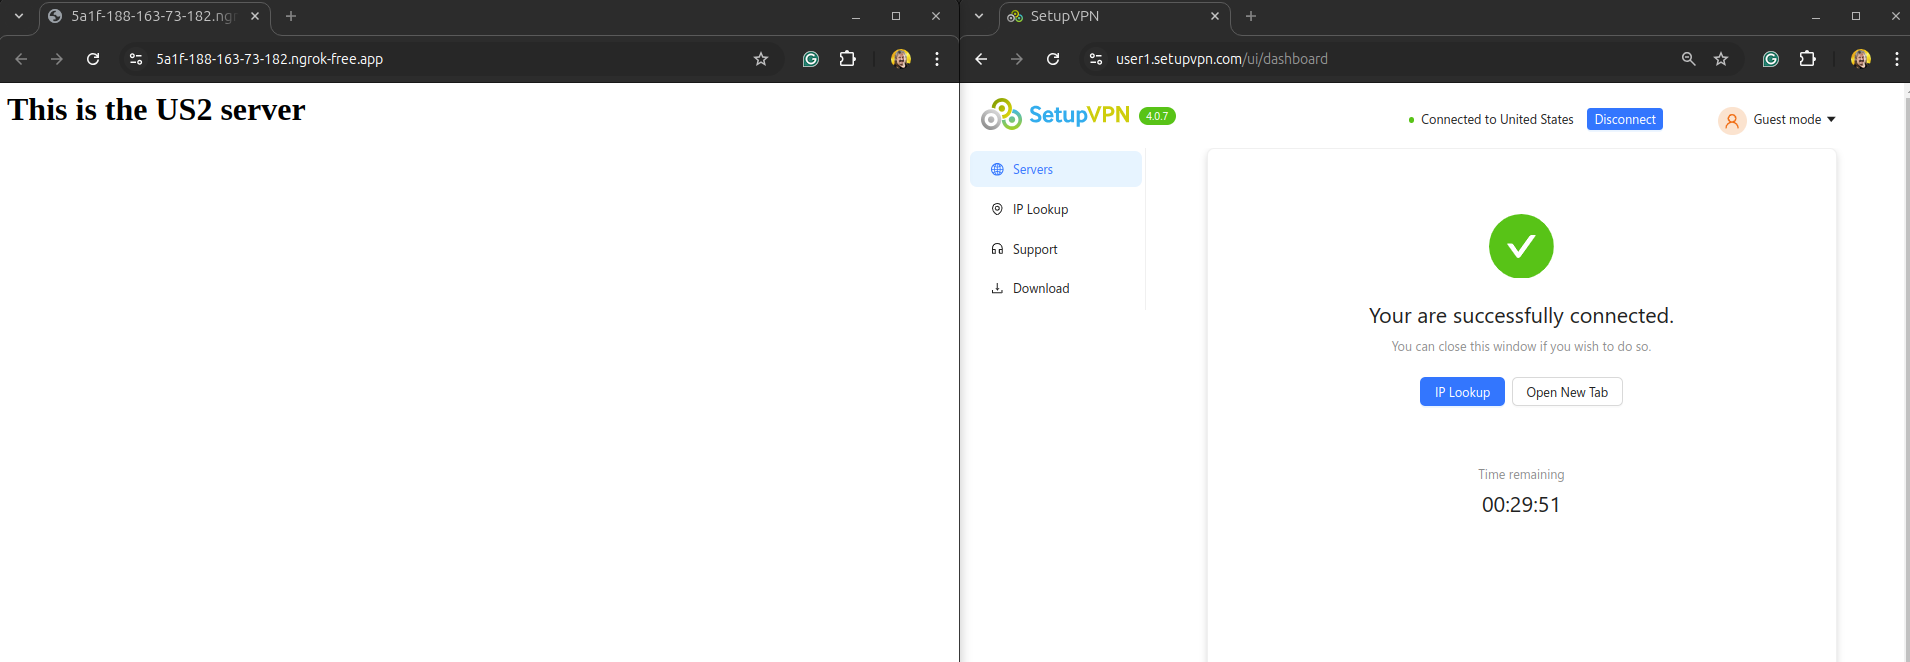 5a1f-188-163-73-182.ngr
5a1f-188-163-73-182.ngrok-free.app
This is the US2 server
SetupVPN
user1.setupvpn.com/ui/dashboard
SetupVPN 4.0.7
Connected to United States Disconnect Guest mode
Servers
IP Lookup
Support
Download
Your are successfully connected.
You can close this window if you wish to do so.
IP Lookup Open New Tab
Time remaining
00:29:51